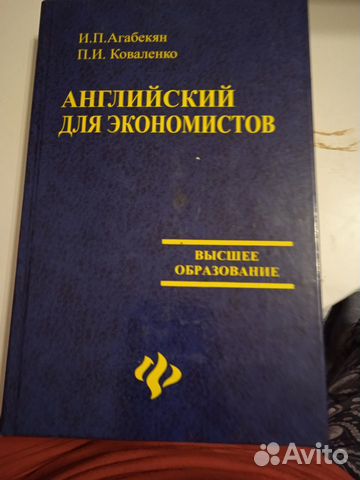 И.П.Агабекян
П.И. Коваленко
АНГЛИЙСКИЙ
ДЛЯ ЭКОНОМИСТОВ
ВЫСШЕЕ
ОБРАЗОВАНИЕ
Avito